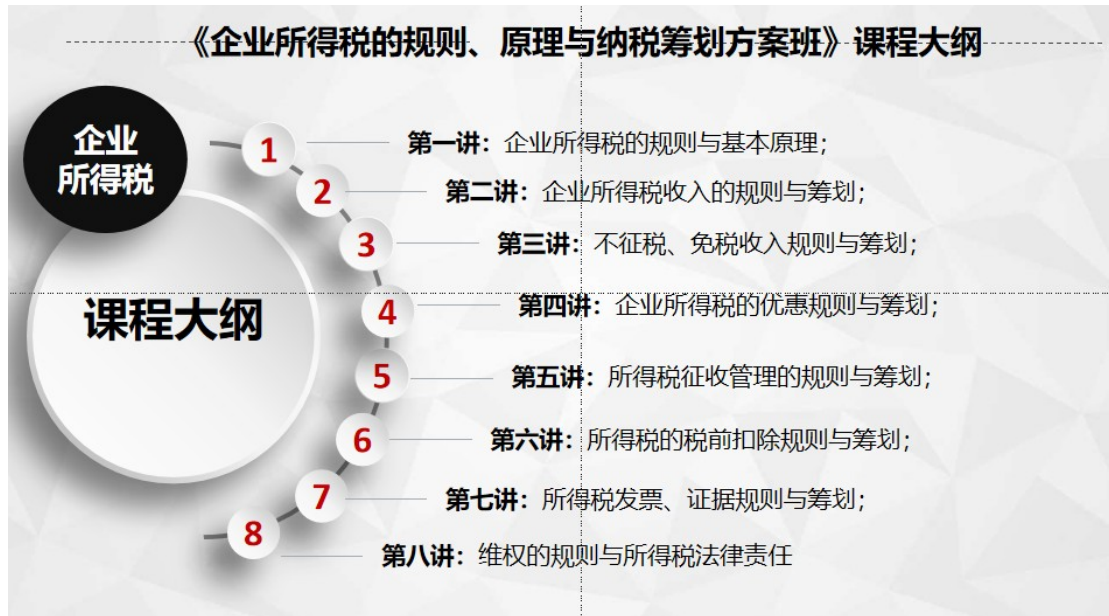 《企业所得税的规则、原理与纳税筹划方案班》课程大纲
企业
所得税
课程大纲
1 第一讲：企业所得税的规则与基本原理；
2 第二讲：企业所得税收入的规则与筹划；
3 第三讲：不征税、免税收入规则与筹划；
4 第四讲：企业所得税的优惠规则与筹划；
5 第五讲：所得税征收管理的规则与筹划；
6 第六讲：所得税的税前扣除规则与筹划；
7 第七讲：所得税发票、证据规则与筹划；
8 第八讲：维权的规则与所得税法律责任